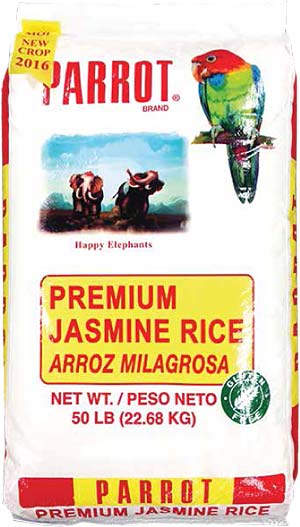 MOI
NEW
CROP
2016
PARROT®
BRAND
Happy Elephants
PREMIUM
JASMINE RICE
ARROZ MILAGROSA
NET WT. / PESO NETO
50 LB (22.68 KG)
GLUTEN
FREE
PARROT
PREMIUM JASMINE RICE